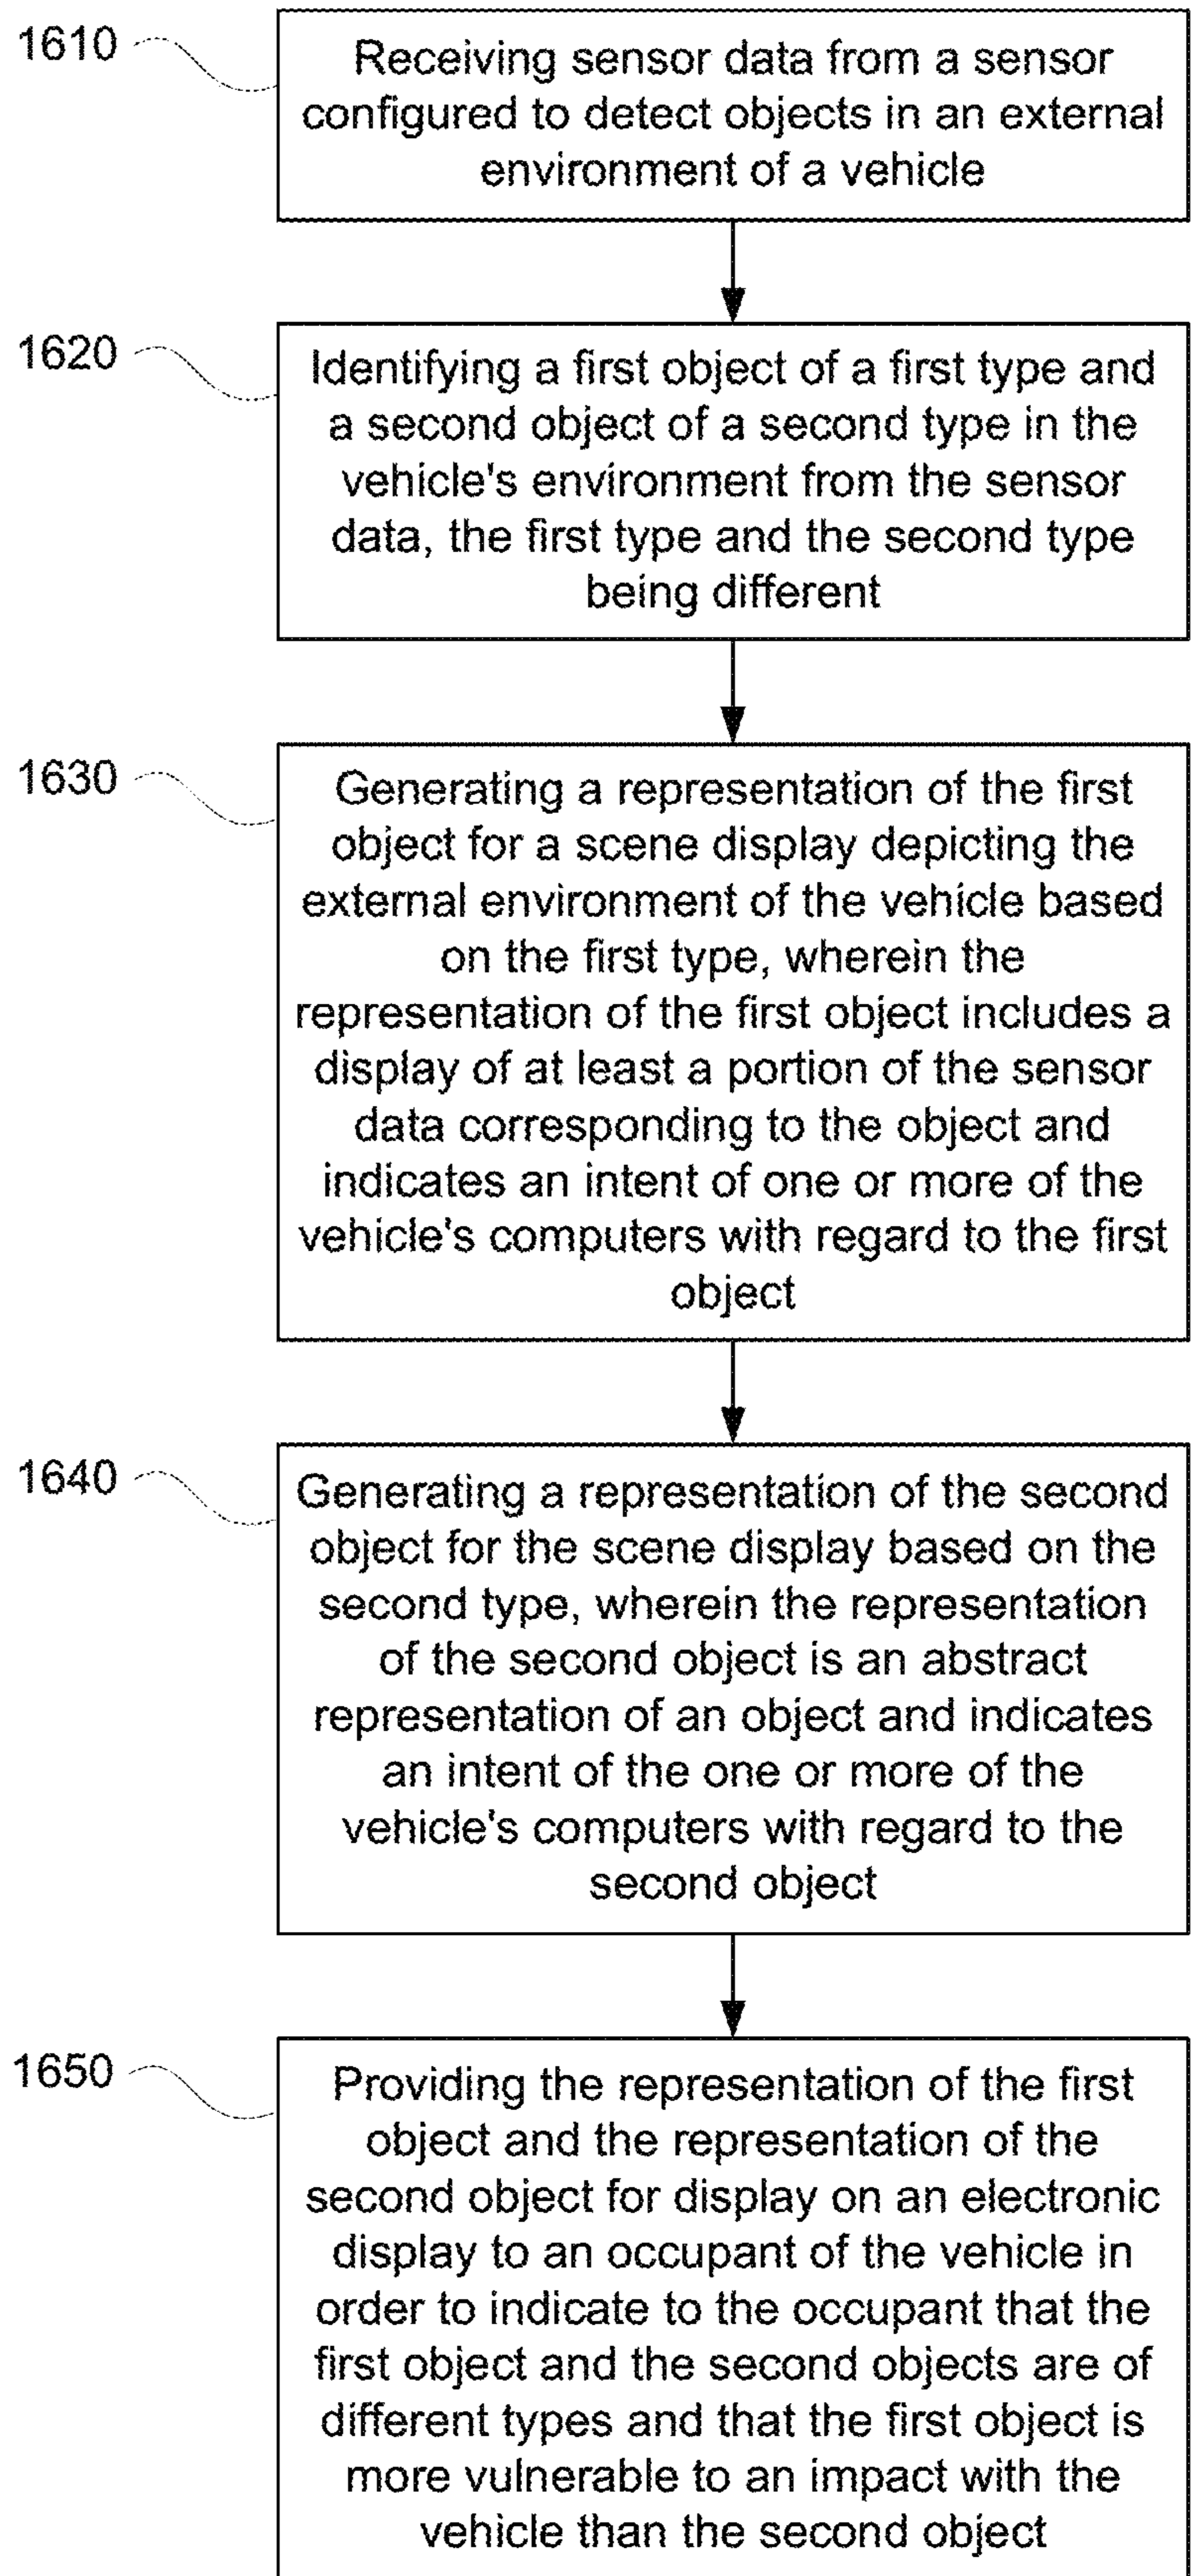 1610
Receiving sensor data from a sensor
configured to detect objects in an external
environment of a vehicle
1620
Identifying a first object of a first type and
a second object of a second type in the
vehicle's environment from the sensor
data, the first type and the second type
being different
1630
Generating a representation of the first
object for a scene display depicting the
external environment of the vehicle based
on the first type, wherein the
representation of the first object includes a
display of at least a portion of the sensor
data corresponding to the object and
indicates an intent of one or more of the
vehicle's computers with regard to the first
object
1640
Generating a representation of the second
object for the scene display based on the
second type, wherein the representation
of the second object is an abstract
representation of an object and indicates
an intent of the one or more of the
vehicle's computers with regard to the
second object
1650
Providing the representation of the first
object and the representation of the
second object for display on an electronic
display to an occupant of the vehicle in
order to indicate to the occupant that the
first object and the second objects are of
different types and that the first object is
more vulnerable to an impact with the
vehicle than the second object